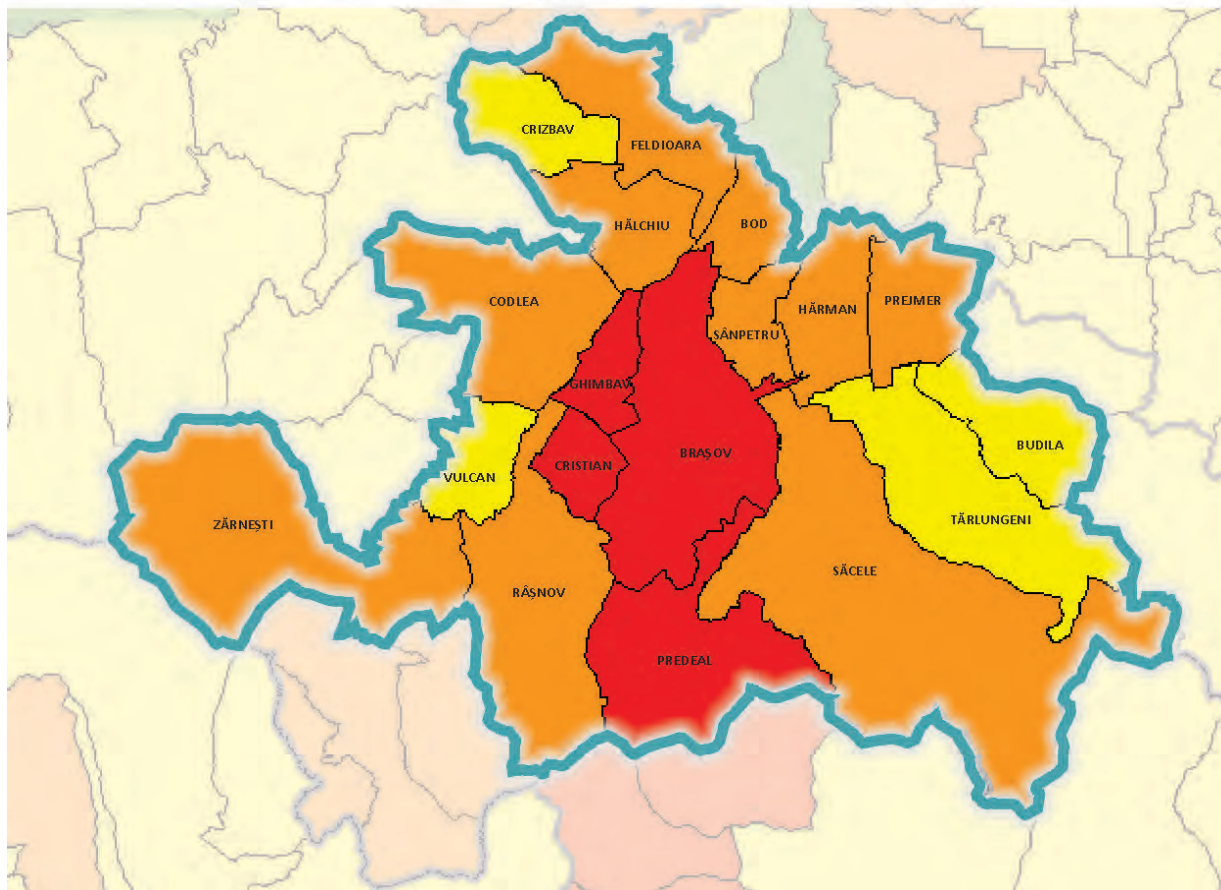 CRIZBAV
FELDIOARA
HĂLCHIU
BOD
CODLEA
SÂNPETRU
HĂRMAN
PREJMER
GHIMBAV
CRISTIAN
BRAȘOV
BUDILA
VULCAN
TĂRLUNGENI
ZĂRNEȘTI
RÂȘNOV
SĂCELE
PREDEAL